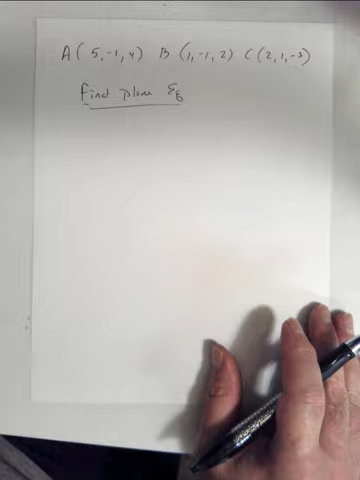 A(5,-1,4) B(1,-1,2) C(2,1,-3)
Find plane